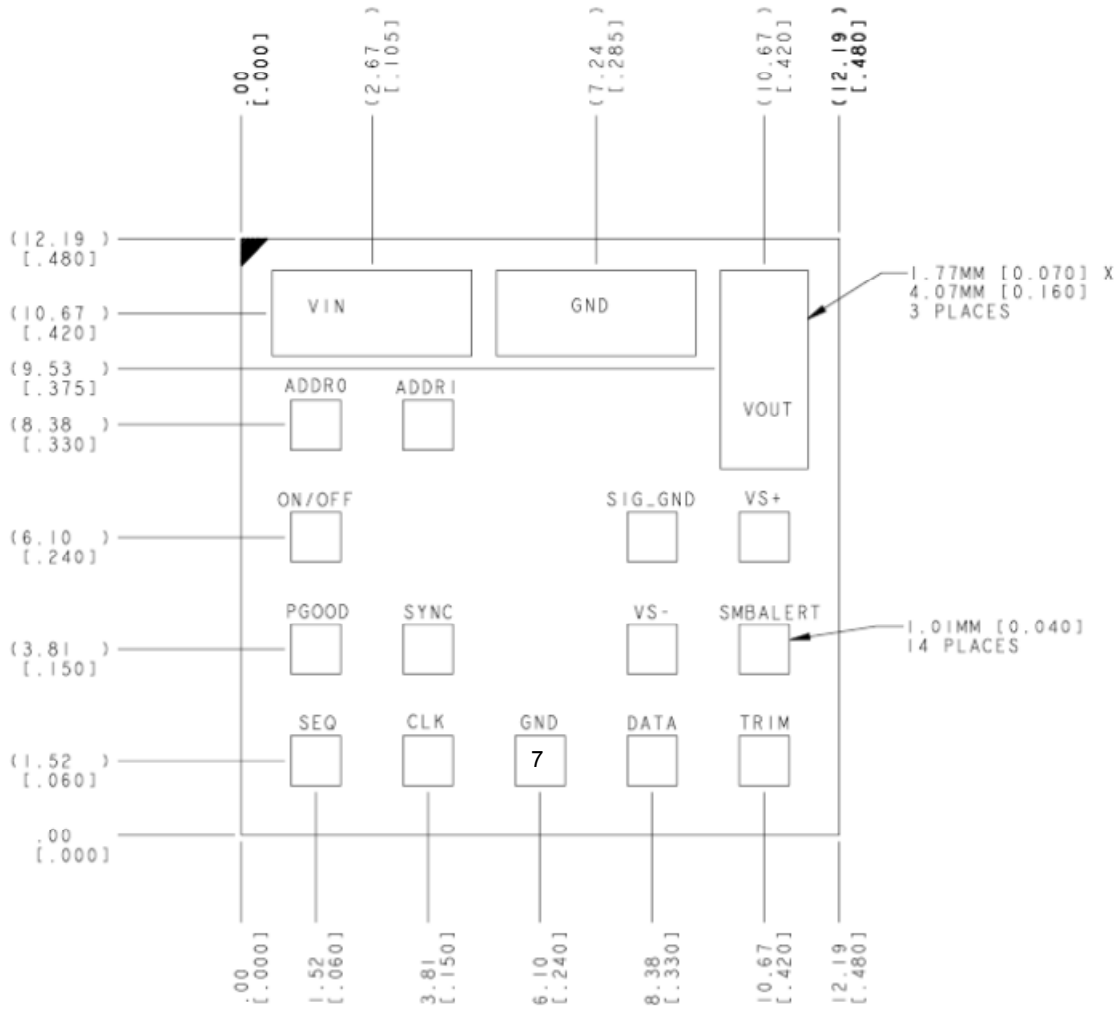 .00
[.000]
(2.67 )
[.105]
(7.24 )
[.285]
(10.67 )
[.420]
(12.19 )
[.480]
(12.19 )
[.480]
(10.67 )
[.420]
(9.53 )
[.375]
(8.38 )
[.330]
(6.10 )
[.240]
(3.81 )
[.150]
(1.52 )
[.060]
.00
[.000]
VIN
GND
VOUT
1.77MM [0.070] X
4.07MM [0.160]
3 PLACES
ADDR0
ADDR1
ON/OFF
SIG_GND
VS+
PGOOD
SYNC
VS-
SMBALERT
1.01MM [0.040]
14 PLACES
SEQ
CLK
GND
DATA
TRIM
7
.00
[.000]
1.52
[.060]
3.81
[.150]
6.10
[.240]
8.38
[.330]
10.67
[.420]
12.19
[.480]